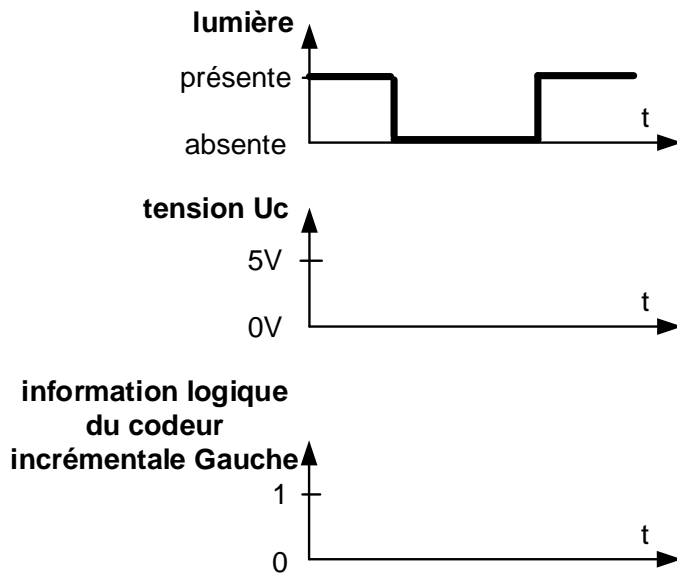 lumière
présente
absente
t
tension Uc
5V
0V
t
information logique
du codeur
incrémentale Gauche
1
0
t